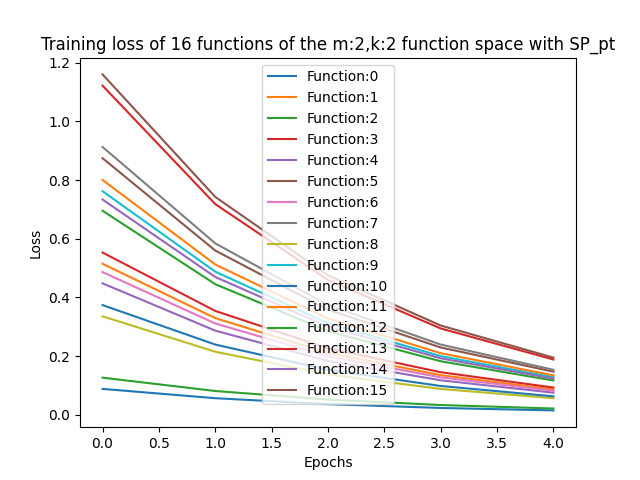 Training loss of 16 functions of the m:2,k:2 function space with SP_pt
1.2
1.0
0.8
0.6
0.4
0.2
0.0
Loss
Function:0
Function:1
Function:2
Function:3
Function:4
Function:5
Function:6
Function:7
Function:8
Function:9
Function:10
Function:11
Function:12
Function:13
Function:14
Function:15
0.0 0.5 1.0 1.5 2.0 2.5 3.0 3.5 4.0
Epochs